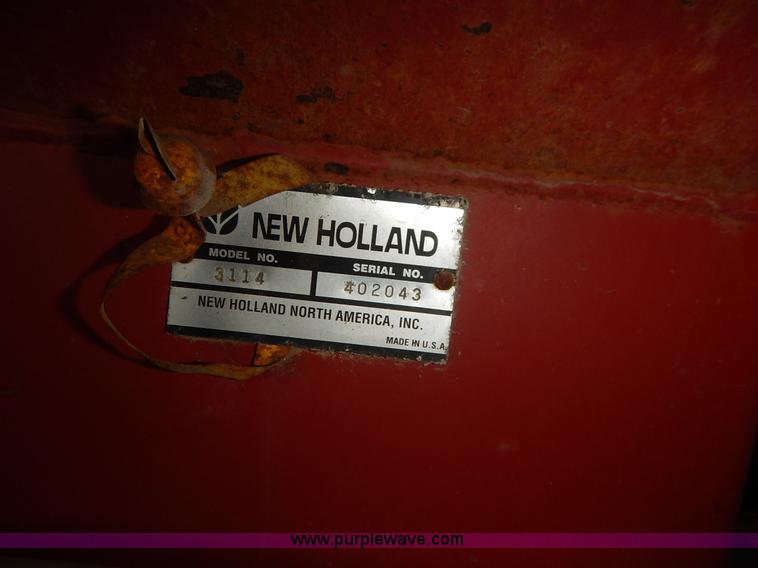 NEW HOLLAND
MODEL NO. SERIAL NO.
3114 402043
NEW HOLLAND NORTH AMERICA, INC.
MADE IN U.S.A.
www.purplewave.com